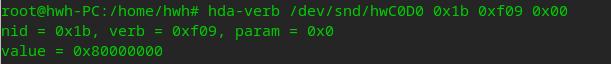 root@hwh-PC:/home/hwh# hda-verb /dev/snd/hwC0D0 0x1b 0xf09 0x00
nid = 0x1b, verb = 0xf09, param = 0x0
value = 0x80000000